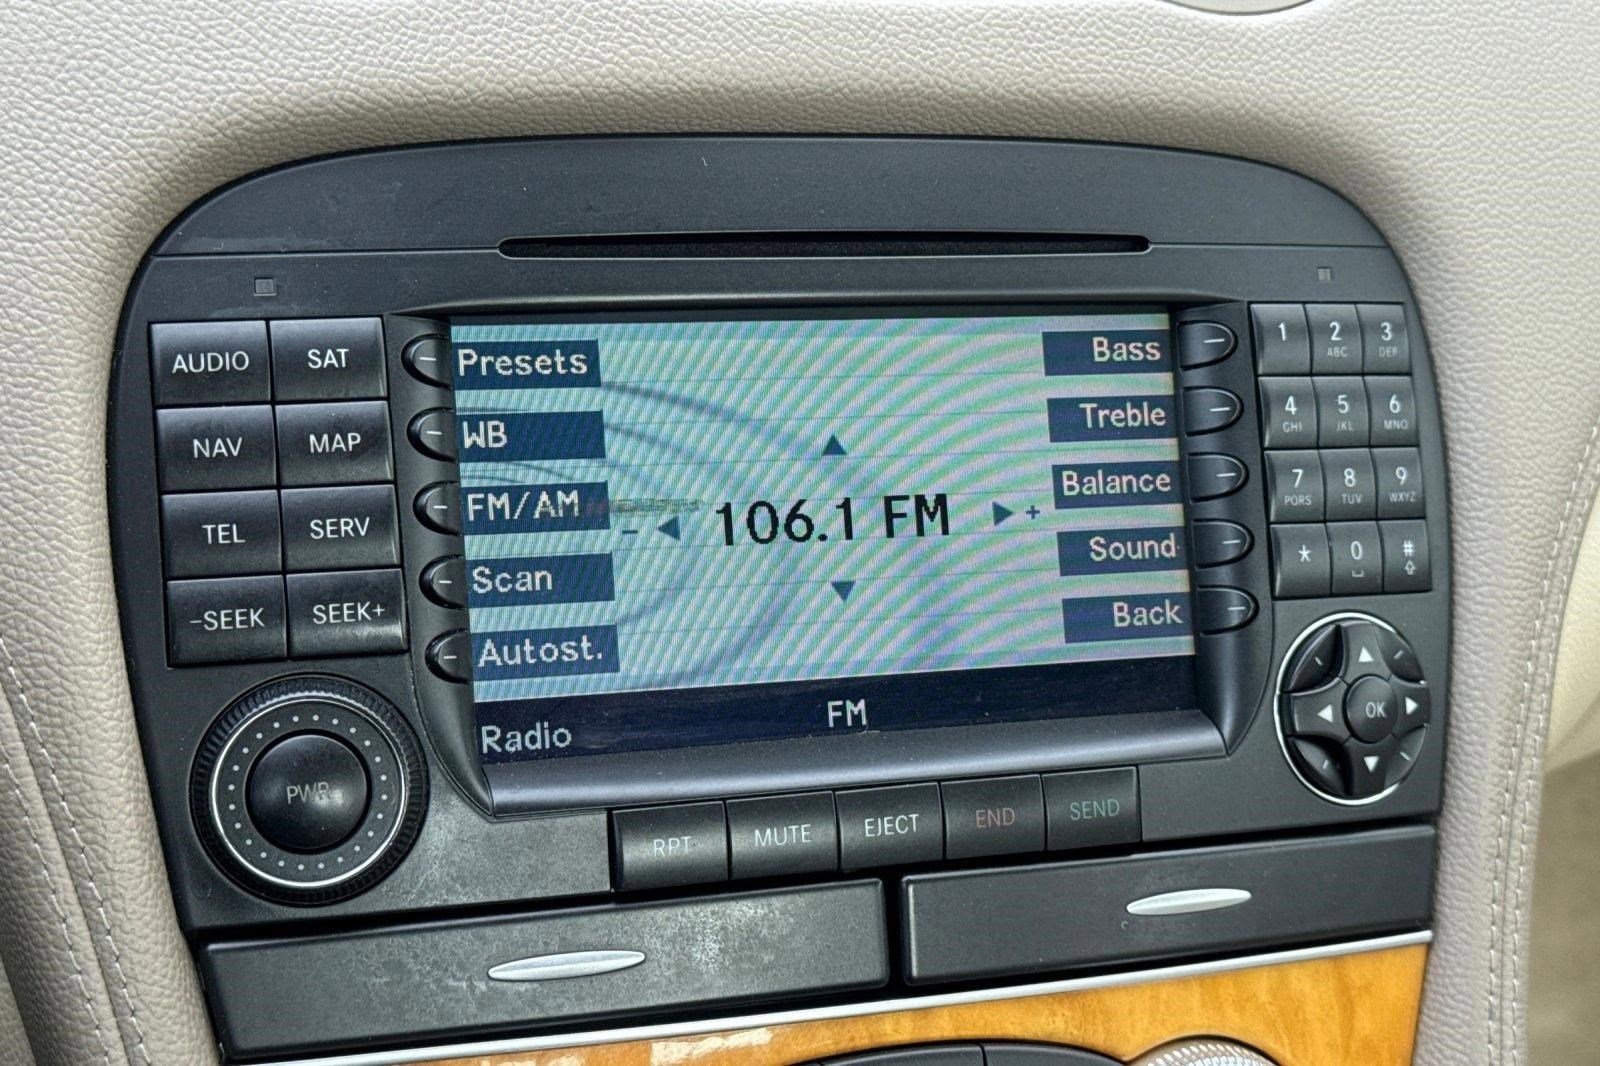 AUDIO
SAT
NAV
MAP
TEL
SERV
-SEEK
SEEK+
PWR
Presets
WB
FM/AM
Scan
Autost.
Radio
- 106.1 FM +
FM
Bass
Treble
Balance
Sound
Back
RPT
MUTE
EJECT
END
SEND
1
2
ABC
3
DEF
4
GHI
5
JKL
6
MNO
7
PQRS
8
TUV
9
WXYZ
*
0
#
OK